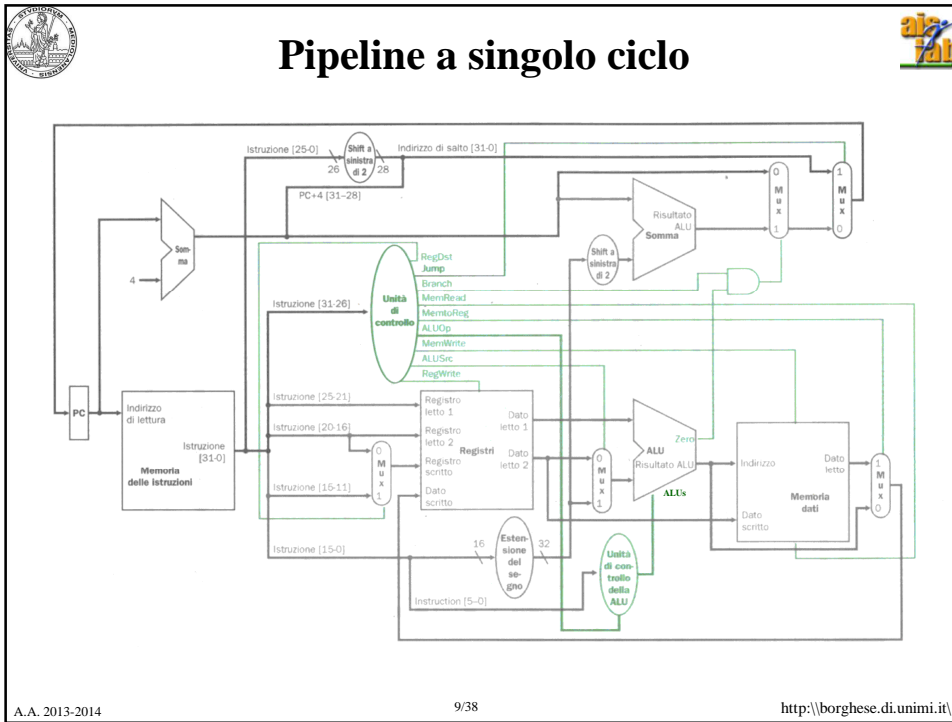 Pipeline a singolo ciclo
Istruzione [25-0]
26
Shift a
sinistra
di 2
28
Indirizzo di salto [31-0]
PC+4 [31-28]
0
M
u
x
1
1
M
u
x
0
Som-
ma
4
Risultato
ALU
Somma
Shift a
sinistra
di 2
RegDst
Jump
Branch
MemRead
MemtoReg
ALUOp
MemWrite
ALUSrc
RegWrite
Istruzione [31-26]
Unità
di
controllo
PC
Indirizzo
di lettura
Istruzione
[31-0]
Memoria
delle istruzioni
Istruzione [25-21]
Istruzione [20-16]
Istruzione [15-11]
0
M
u
x
1
Registro
letto 1
Registro
letto 2
Registro
scritto
Dato
scritto
Registri
Dato
letto 1
Dato
letto 2
0
M
u
x
1
Zero
ALU
Risultato ALU
ALUs
Indirizzo
Dato
letto
Memoria
dati
Dato
scritto
1
M
u
x
0
Istruzione [15-0]
16
Esten-
sione
del
se-
gno
32
Instruction [5-0]
Unità
di con-
trollo
della
ALU
A.A. 2013-2014
9/38
http:\\borghese.di.unimi.it\